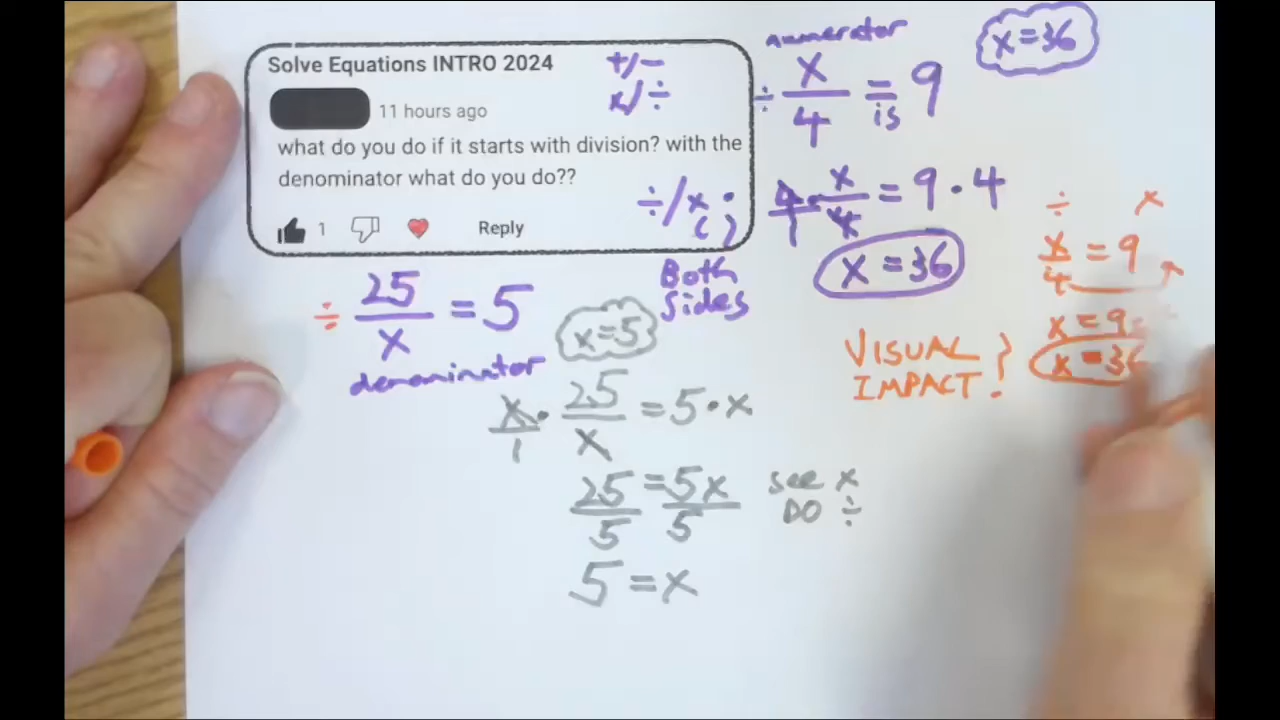 Solve Equations INTRO 2024
+/−
x/÷
11 hours ago
what do you do if it starts with division? with the
denominator what do you do??
÷/x •
( )
1
Reply
numerator
÷ x/4 = 9
is
x=36
4/1 • x/4 = 9 • 4
x = 36
Both
Sides
÷ 25/x = 5
denominator
x=5
x/1 • 25/x = 5 • x
25/5 = 5x/5
see x
DO ÷
5 = x
÷ x
x/4 = 9
x = 9
x = 36
VISUAL
IMPACT?